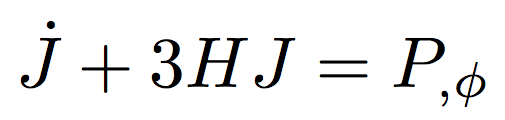 J̇ + 3HJ = P,ϕ